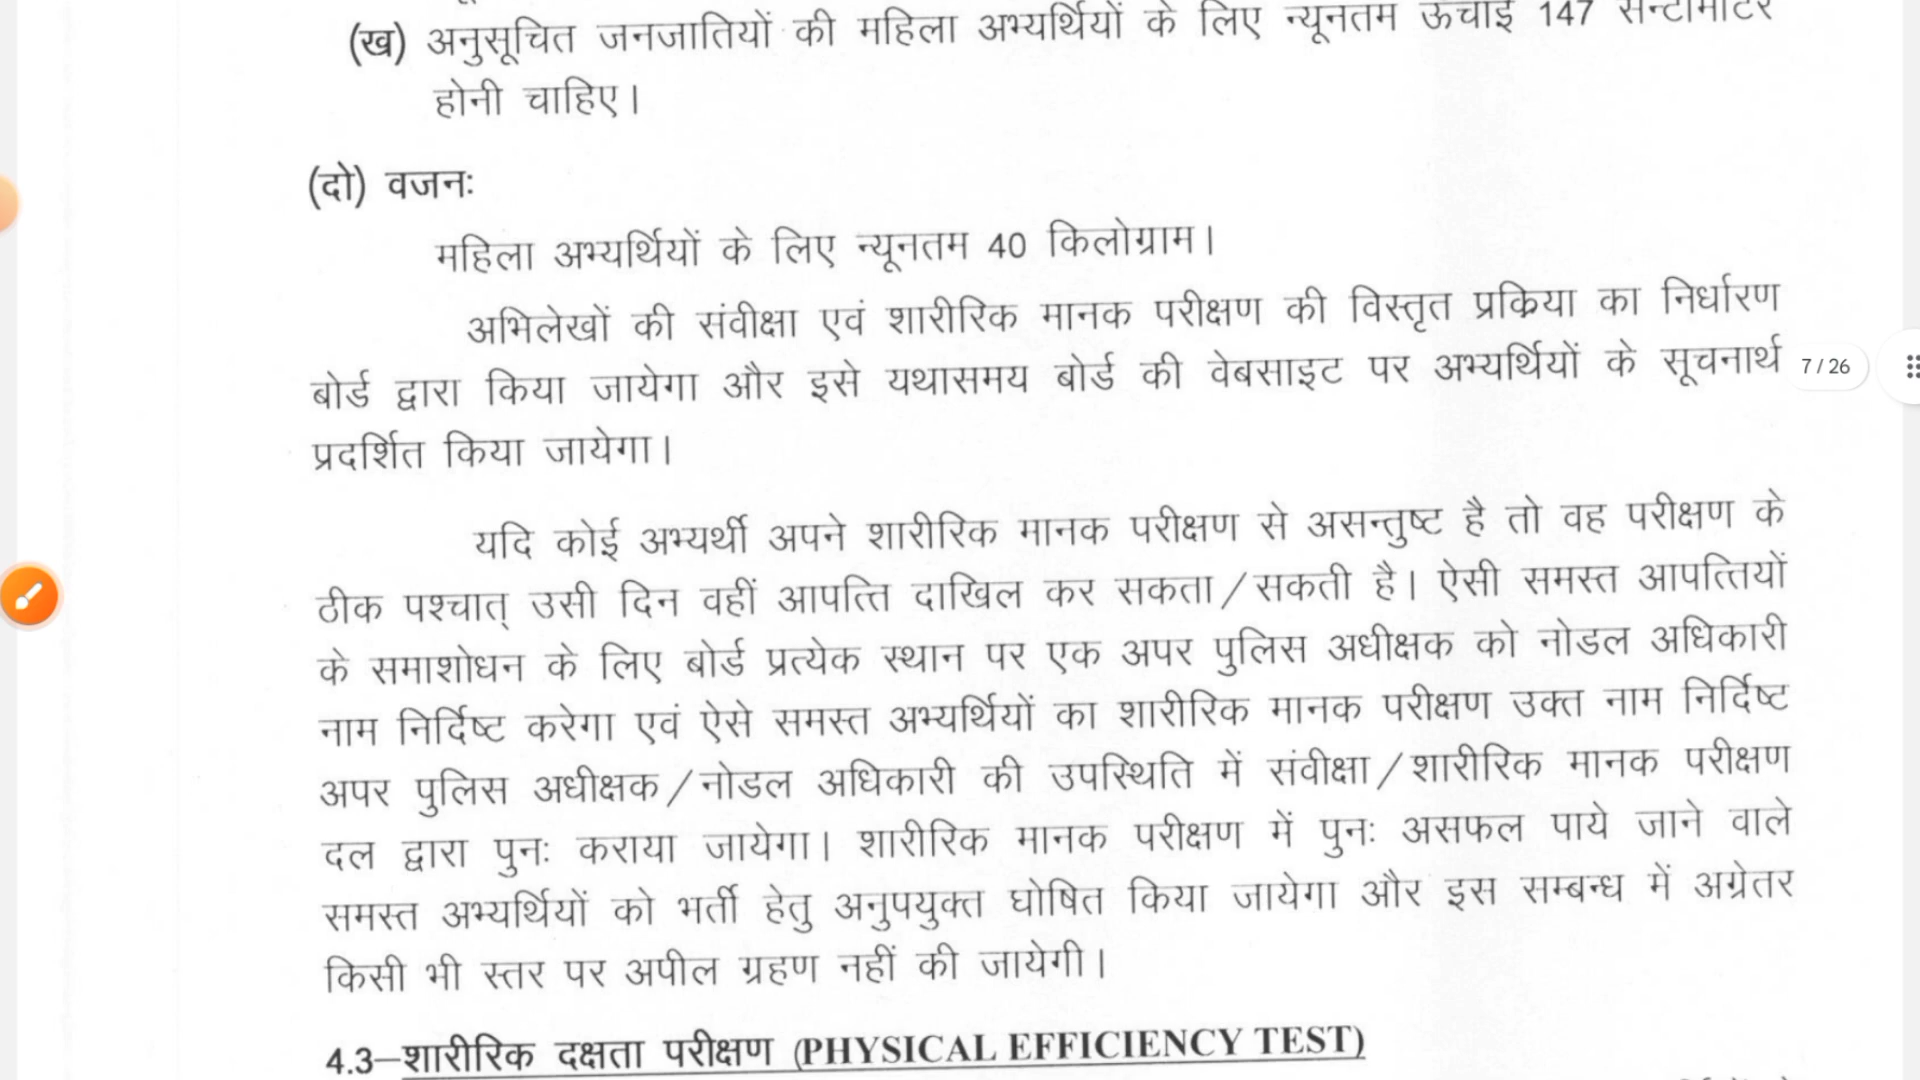 (ख) अनुसूचित जनजातियों की महिला अभ्यर्थियों के लिए न्यूनतम ऊंचाई 147 सेन्टीमीटर
होनी चाहिए।
(दो) वजनः
महिला अभ्यर्थियों के लिए न्यूनतम 40 किलोग्राम।
अभिलेखों की संवीक्षा एवं शारीरिक मानक परीक्षण की विस्तृत प्रक्रिया का निर्धारण
बोर्ड द्वारा किया जायेगा और इसे यथासमय बोर्ड की वेबसाइट पर अभ्यर्थियों के सूचनार्थ
7 / 26
प्रदर्शित किया जायेगा।
यदि कोई अभ्यर्थी अपने शारीरिक मानक परीक्षण से असन्तुष्ट है तो वह परीक्षण के
ठीक पश्चात् उसी दिन वहीं आपत्ति दाखिल कर सकता/सकती है। ऐसी समस्त आपत्तियों
के समाशोधन के लिए बोर्ड प्रत्येक स्थान पर एक अपर पुलिस अधीक्षक को नोडल अधिकारी
नाम निर्दिष्ट करेगा एवं ऐसे समस्त अभ्यर्थियों का शारीरिक मानक परीक्षण उक्त नाम निर्दिष्ट
अपर पुलिस अधीक्षक/नोडल अधिकारी की उपस्थिति में संवीक्षा/शारीरिक मानक परीक्षण
दल द्वारा पुनः कराया जायेगा। शारीरिक मानक परीक्षण में पुनः असफल पाये जाने वाले
समस्त अभ्यर्थियों को भर्ती हेतु अनुपयुक्त घोषित किया जायेगा और इस सम्बन्ध में अग्रेतर
किसी भी स्तर पर अपील ग्रहण नहीं की जायेगी।
4.3–शारीरिक दक्षता परीक्षण (PHYSICAL EFFICIENCY TEST)